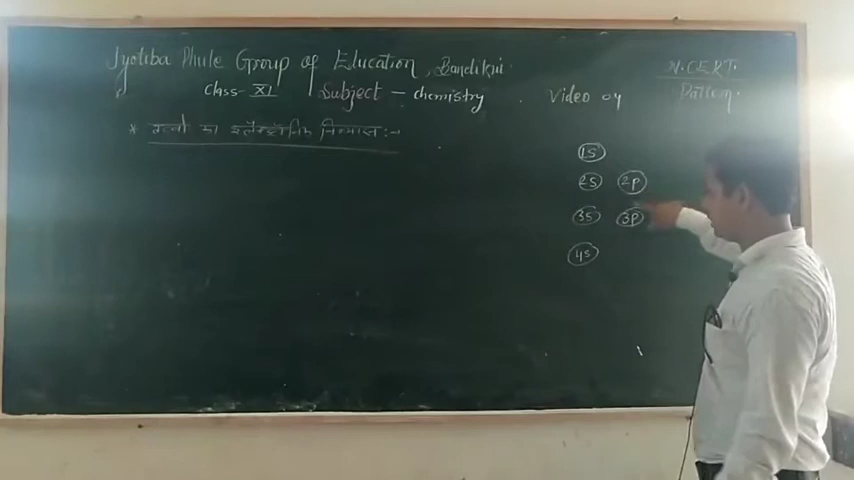 Jyotiba Phule Group of Education, Bandikui
N.CERT.
Class- XI Subject - chemistry. Video 04
Pattern
* तत्वों का इलैक्ट्रॉनिक विन्यास :-
1S
2S 2P
3S 3P
4S